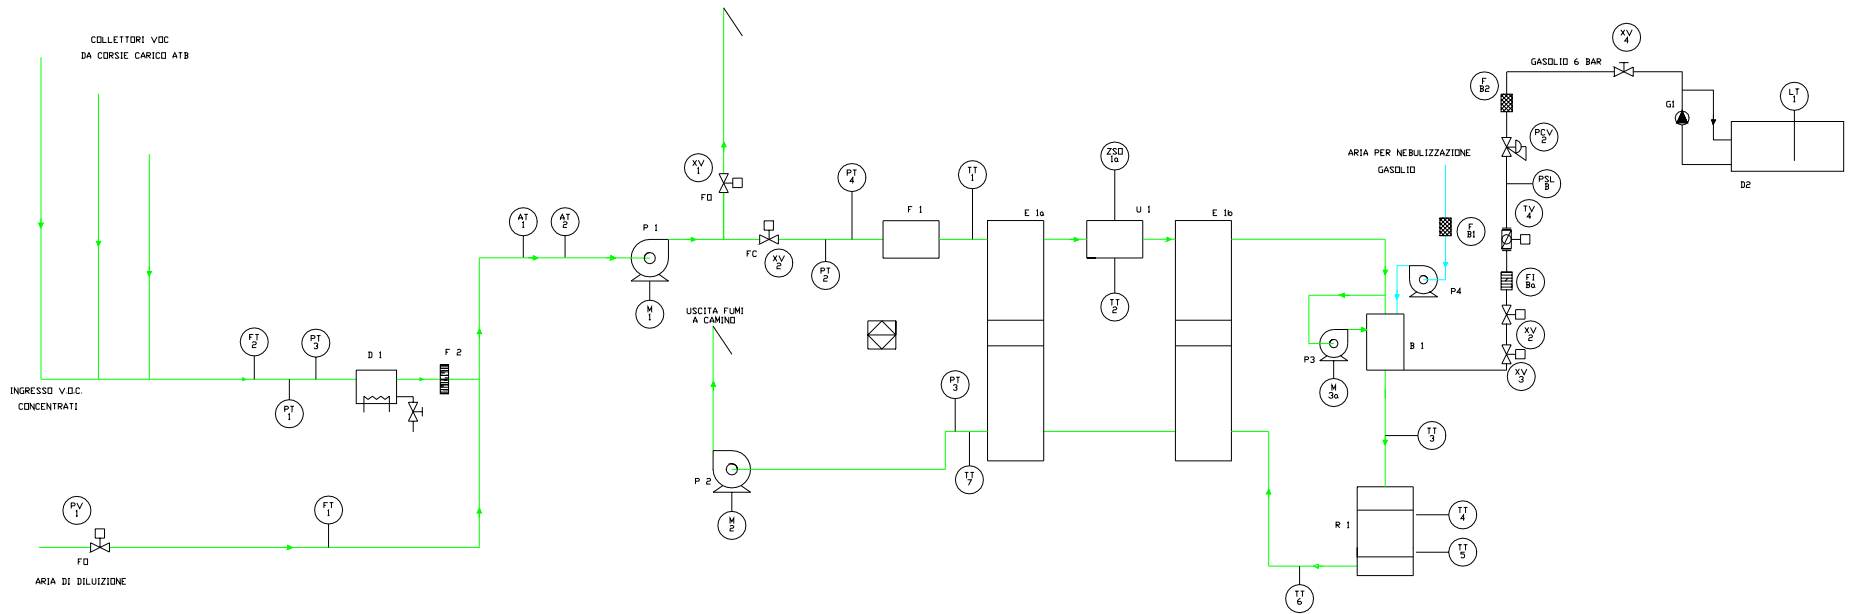 COLLETTORI VOC
DA CORSIE CARICO ATB
INGRESSO V.O.C.
CONCENTRATI
FT
2
PT
1
PT
3
D 1
F 2
PV
1
FO
ARIA DI DILUIZIONE
FT
1
AT
1
AT
2
P 1
M
1
XV
1
FO
FC
XV
2
PT
2
PT
4
F 1
TT
1
E 1a
ZSO
1a
U 1
TT
2
E 1b
USCITA FUMI
A CAMINO
P 2
M
2
PT
3
TT
7
ARIA PER NEBULIZZAZIONE
GASOLIO
F
B1
P4
P3
M
3a
B 1
TT
3
R 1
TT
4
TT
5
TT
6
F
B2
GASOLIO 6 BAR
XV
4
PCV
2
PSL
B
TV
4
FI
Ba
XV
2
XV
3
G1
LT
1
D2